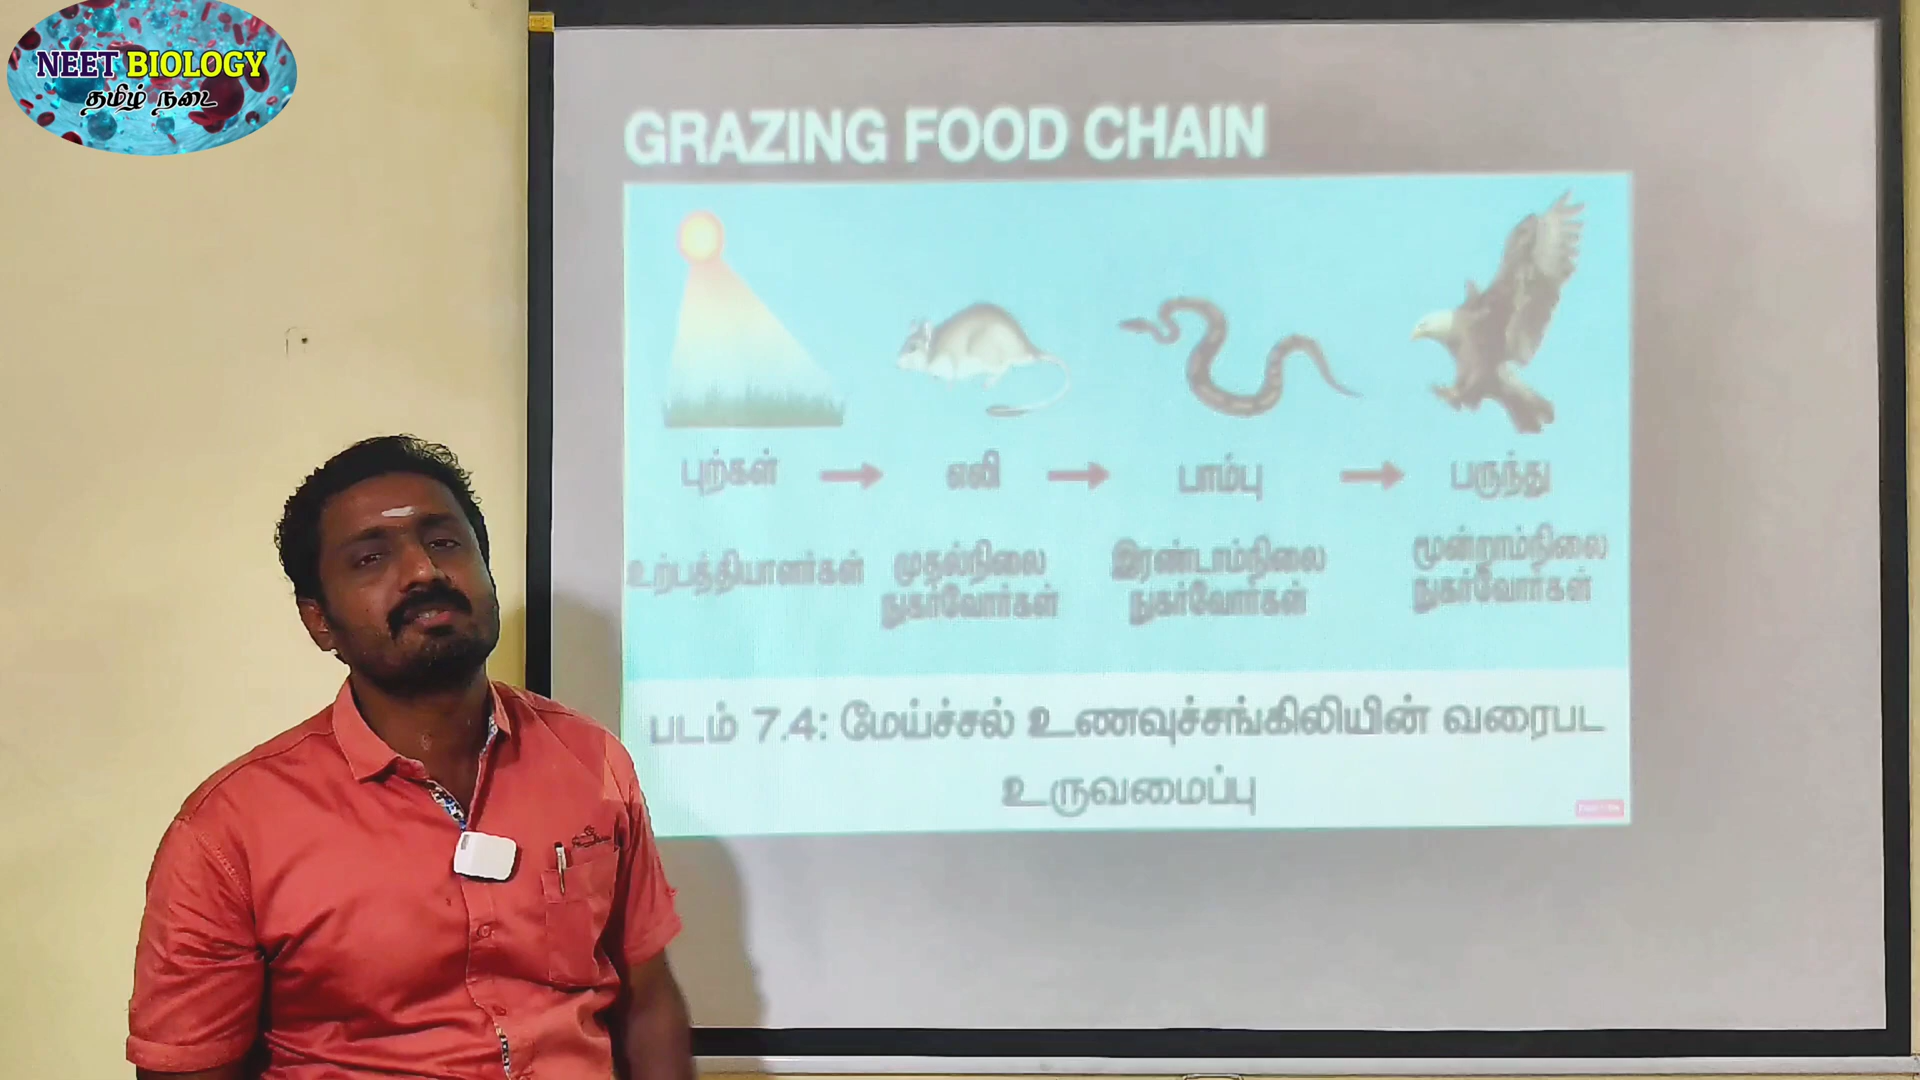 NEET BIOLOGY
தமிழ் நடை
GRAZING FOOD CHAIN
புற்கள் → எலி → பாம்பு → பருந்து
உற்பத்தியாளர்கள் முதல்நிலை இரண்டாம்நிலை மூன்றாம்நிலை
நுகர்வோர்கள் நுகர்வோர்கள் நுகர்வோர்கள்
படம் 7.4: மேய்ச்சல் உணவுச்சங்கிலியின் வரைபட
உருவமைப்பு